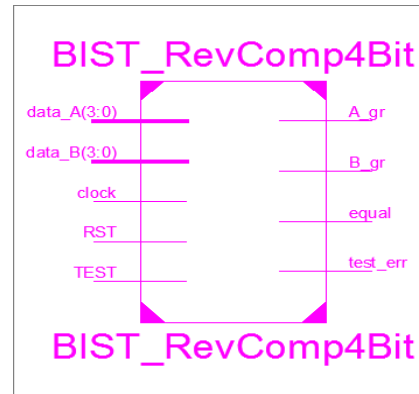 BIST_RevComp4Bit
data_A(3:0)
A_gr
data_B(3:0)
B_gr
clock
equal
RST
test_err
TEST
BIST_RevComp4Bit